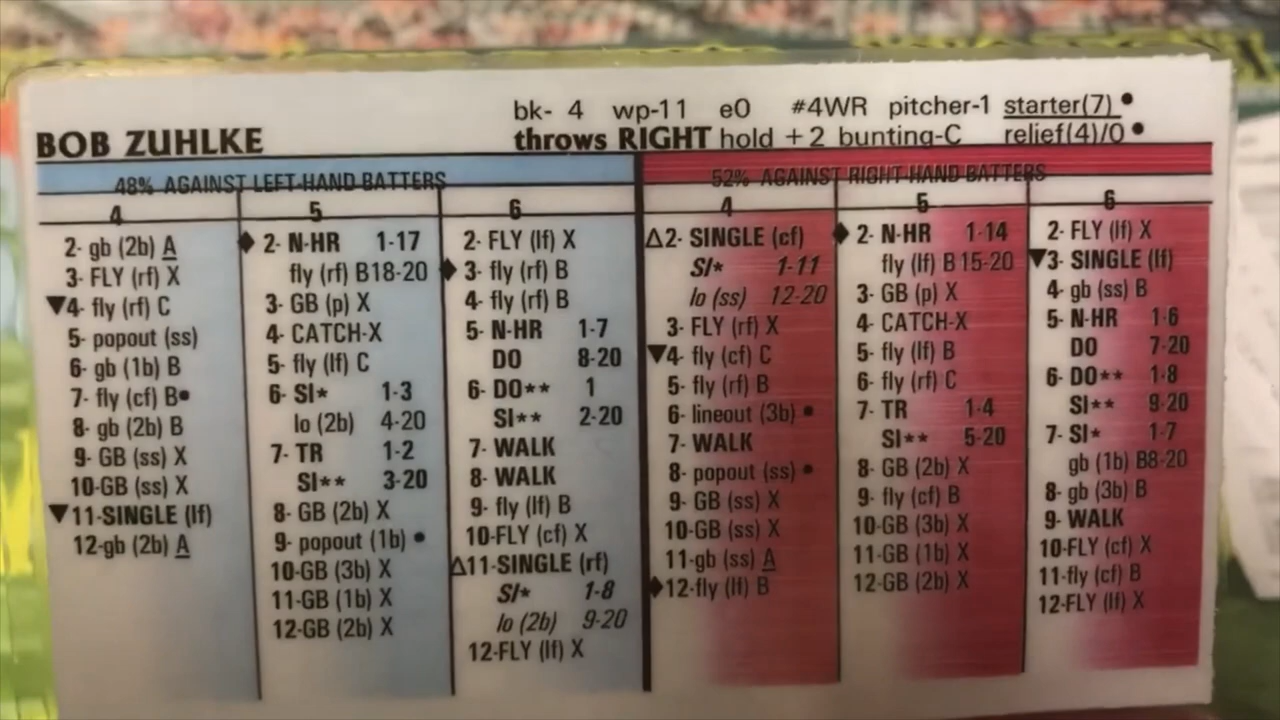 bk- 4 wp-11 e0 #4WR pitcher-1 starter(7)●
BOB ZUHLKE throws RIGHT hold +2 bunting-C relief(4)/0●
48% AGAINST LEFT-HAND BATTERS
4
2- gb (2b) A
3- FLY (rf) X
▼4- fly (rf) C
5- popout (ss)
6- gb (1b) B
7- fly (cf) B●
8- gb (2b) B
9- GB (ss) X
10-GB (ss) X
▼11-SINGLE (lf)
12-gb (2b) A
5
◆2- N-HR 1-17
fly (rf) B18-20
3- GB (p) X
4- CATCH-X
5- fly (lf) C
6- SI* 1-3
lo (2b) 4-20
7- TR 1-2
SI** 3-20
8- GB (2b) X
9- popout (1b) ●
10-GB (3b) X
11-GB (1b) X
12-GB (2b) X
6
2- FLY (lf) X
◆3- fly (rf) B
4- fly (rf) B
5- N-HR 1-7
DO 8-20
6- DO** 1
SI** 2-20
7- WALK
8- WALK
9- fly (lf) B
10-FLY (cf) X
Δ11-SINGLE (rf)
SI* 1-8
lo (2b) 9-20
12-FLY (lf) X
52% AGAINST RIGHT-HAND BATTERS
4
Δ2- SINGLE (cf)
SI* 1-11
lo (ss) 12-20
3- FLY (rf) X
▼4- fly (cf) C
5- fly (rf) B
6- lineout (3b) ●
7- WALK
8- popout (ss) ●
9- GB (ss) X
10-GB (ss) X
11-gb (ss) A
◆12-fly (lf) B
5
◆2- N-HR 1-14
fly (lf) B 15-20
3- GB (p) X
4- CATCH-X
5- fly (lf) B
6- fly (rf) C
7- TR 1-4
SI** 5-20
8- GB (2b) X
9- fly (cf) B
10-GB (3b) X
11-GB (1b) X
12-GB (2b) X
6
2- FLY (lf) X
▼3- SINGLE (lf)
4- gb (ss) B
5- N-HR 1-6
DO 7-20
6- DO** 1-8
SI** 9-20
7- SI* 1-7
gb (1b) B8-20
8- gb (3b) B
9- WALK
10-FLY (cf) X
11-fly (cf) B
12-FLY (lf) X